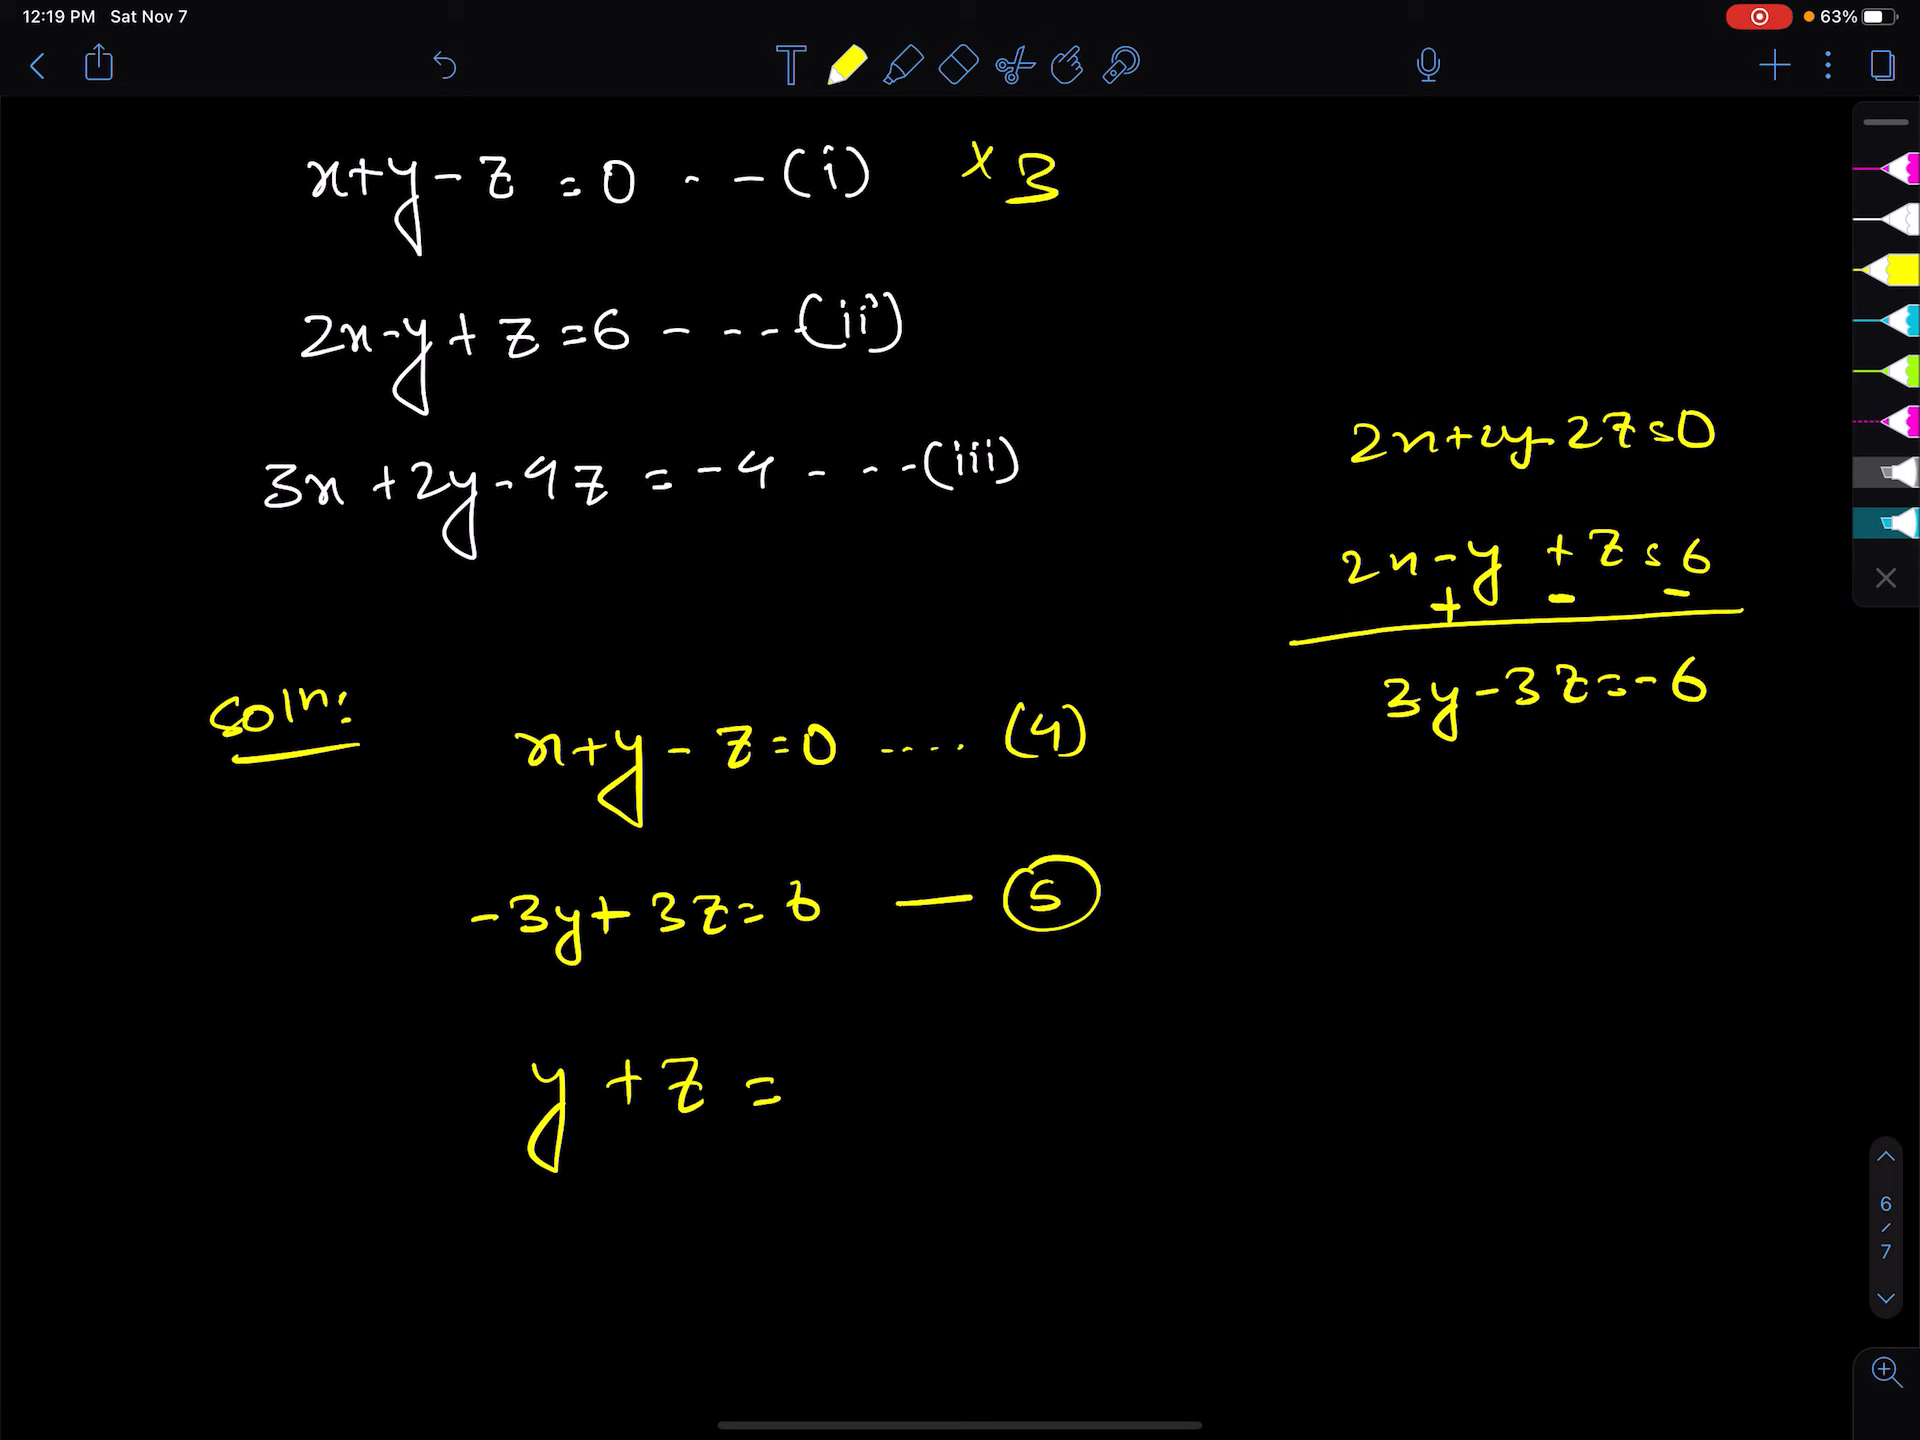 12:19 PM Sat Nov 7
63%
x+y-z=0 - - - (i) ×3
2x-y+z=6 - - - - (ii)
3x+2y-4z=-4 - - - - (iii)
2x+2y-2z=0
2x-y+z=6
+ - -
3y-3z=-6
Soln:
x+y-z=0 .... (4)
-3y+3z=6 — 5
y+z=
6
/
7